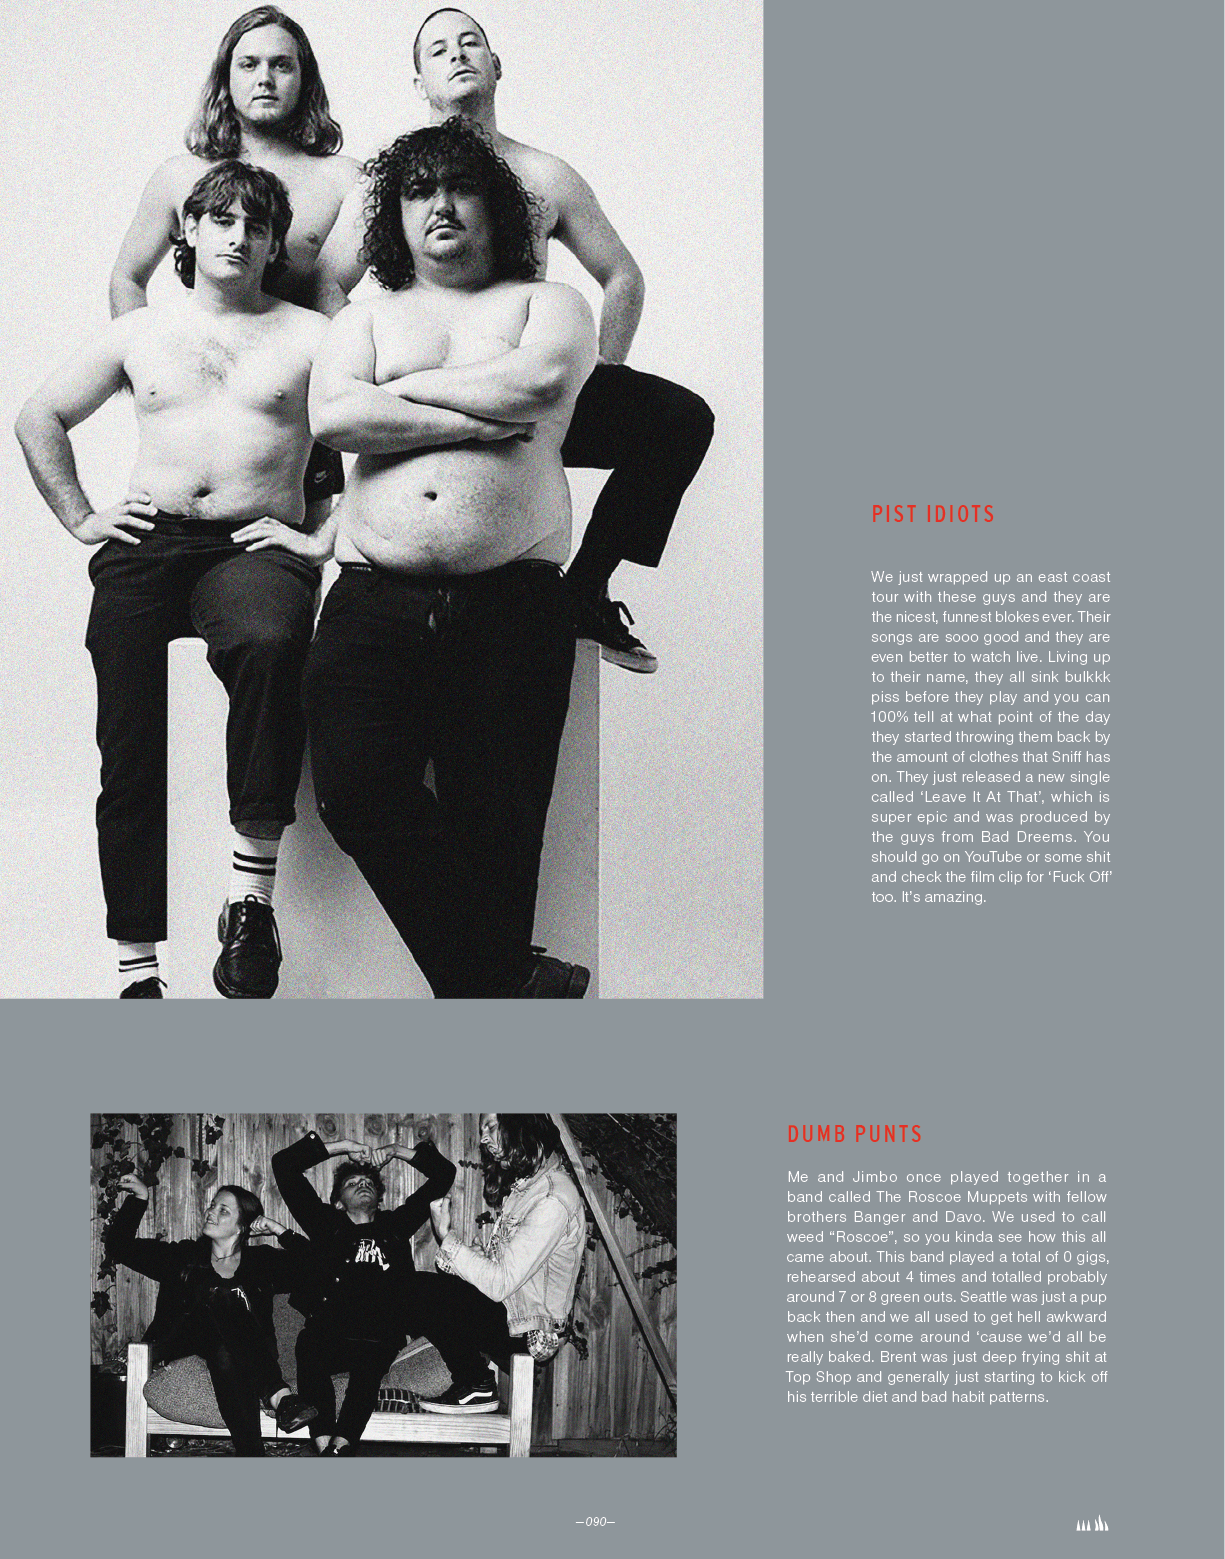 PIST IDIOTS
We just wrapped up an east coast
tour with these guys and they are
the nicest, funnest blokes ever. Their
songs are sooo good and they are
even better to watch live. Living up
to their name, they all sink bulkkk
piss before they play and you can
100% tell at what point of the day
they started throwing them back by
the amount of clothes that Sniff has
on. They just released a new single
called ‘Leave It At That’, which is
super epic and was produced by
the guys from Bad Dreems. You
should go on YouTube or some shit
and check the film clip for ‘Fuck Off’
too. It’s amazing.
DUMB PUNTS
Me and Jimbo once played together in a
band called The Roscoe Muppets with fellow
brothers Banger and Davo. We used to call
weed “Roscoe”, so you kinda see how this all
came about. This band played a total of 0 gigs,
rehearsed about 4 times and totalled probably
around 7 or 8 green outs. Seattle was just a pup
back then and we all used to get hell awkward
when she’d come around ‘cause we’d all be
really baked. Brent was just deep frying shit at
Top Shop and generally just starting to kick off
his terrible diet and bad habit patterns.
—090—